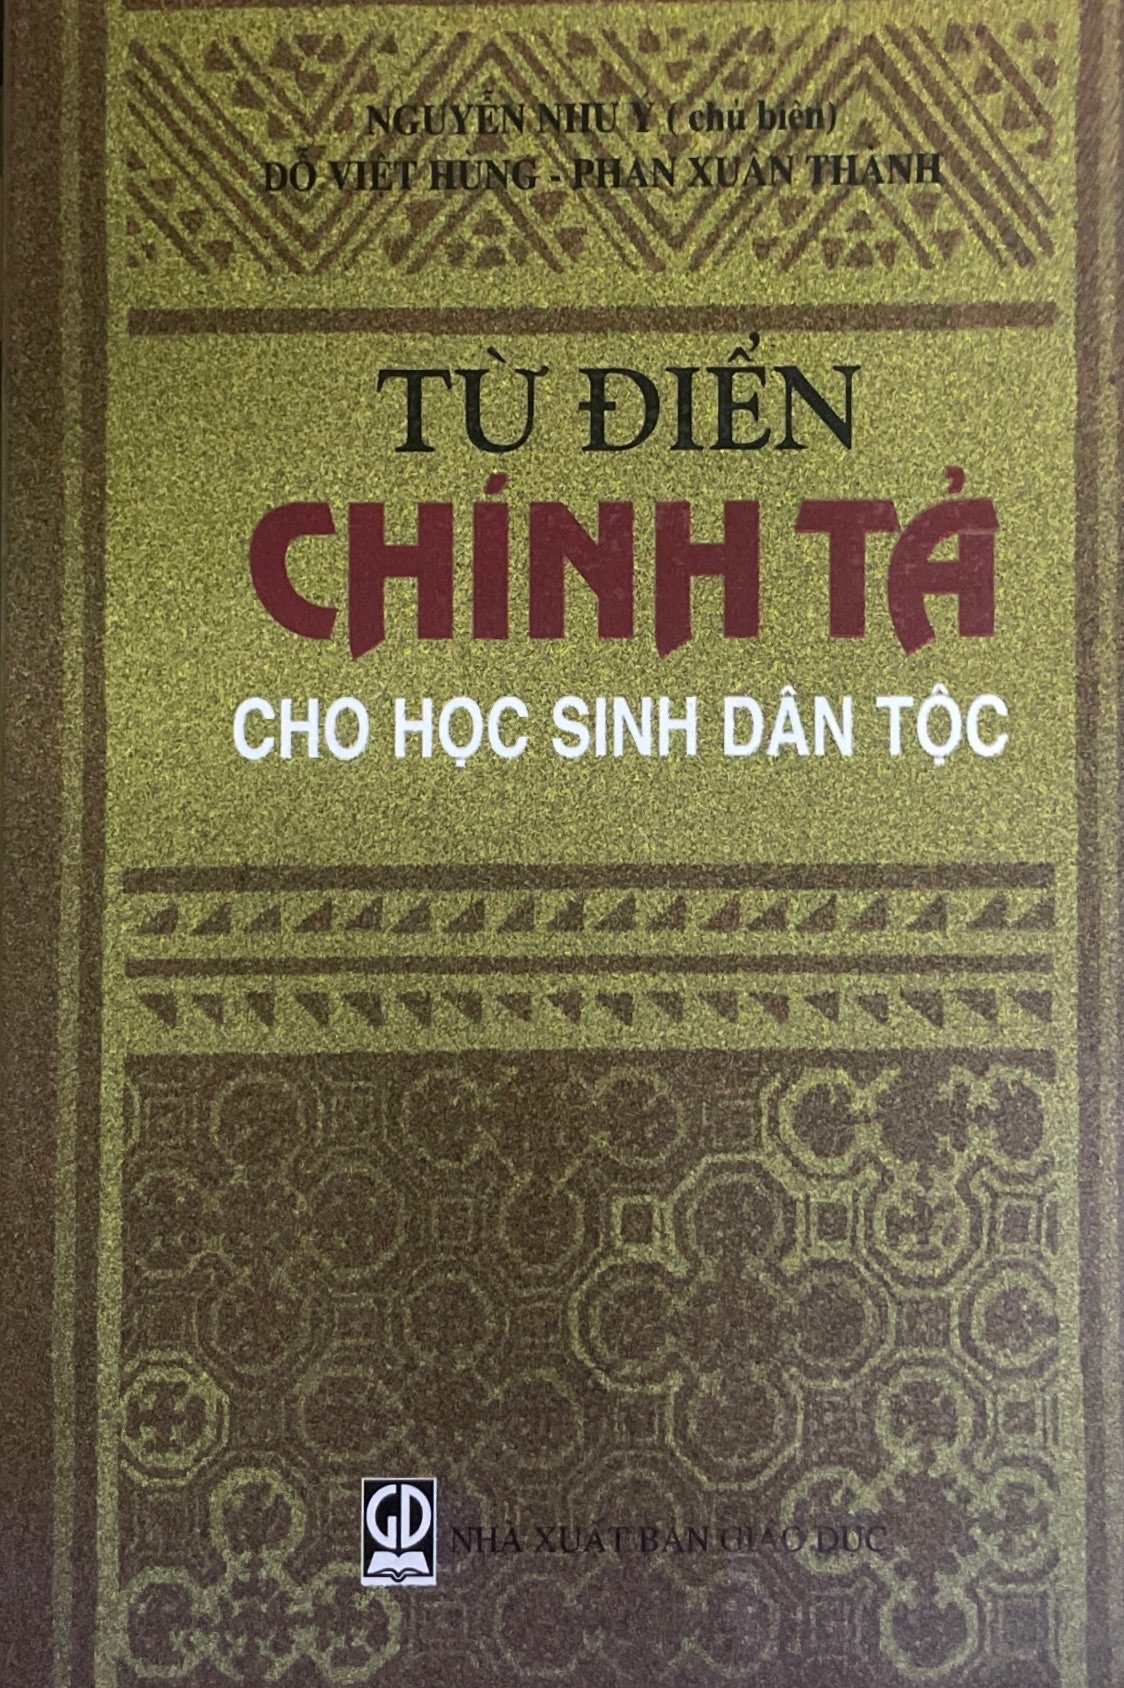 NGUYỄN NHƯ Ý ( chủ biên)
ĐỖ VIỆT HÙNG - PHAN XUÂN THÀNH
TỪ ĐIỂN
CHÍNH TẢ
CHO HỌC SINH DÂN TỘC
GD NHÀ XUẤT BẢN GIÁO DỤC